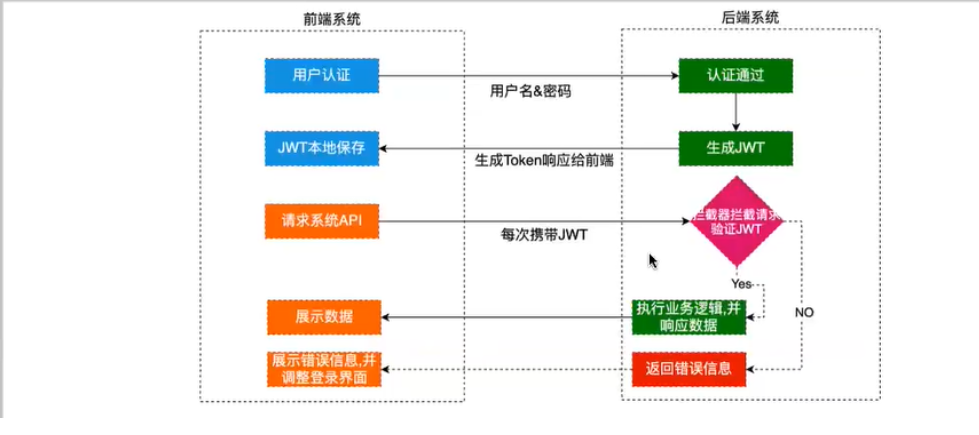 前端系统
后端系统
用户认证
认证通过
用户名&密码
JWT本地保存
生成JWT
生成Token响应给前端
请求系统API
拦截器拦截请求
验证JWT
每次携带JWT
Yes
NO
展示数据
执行业务逻辑,并
响应数据
展示错误信息,并
调整登录界面
返回错误信息